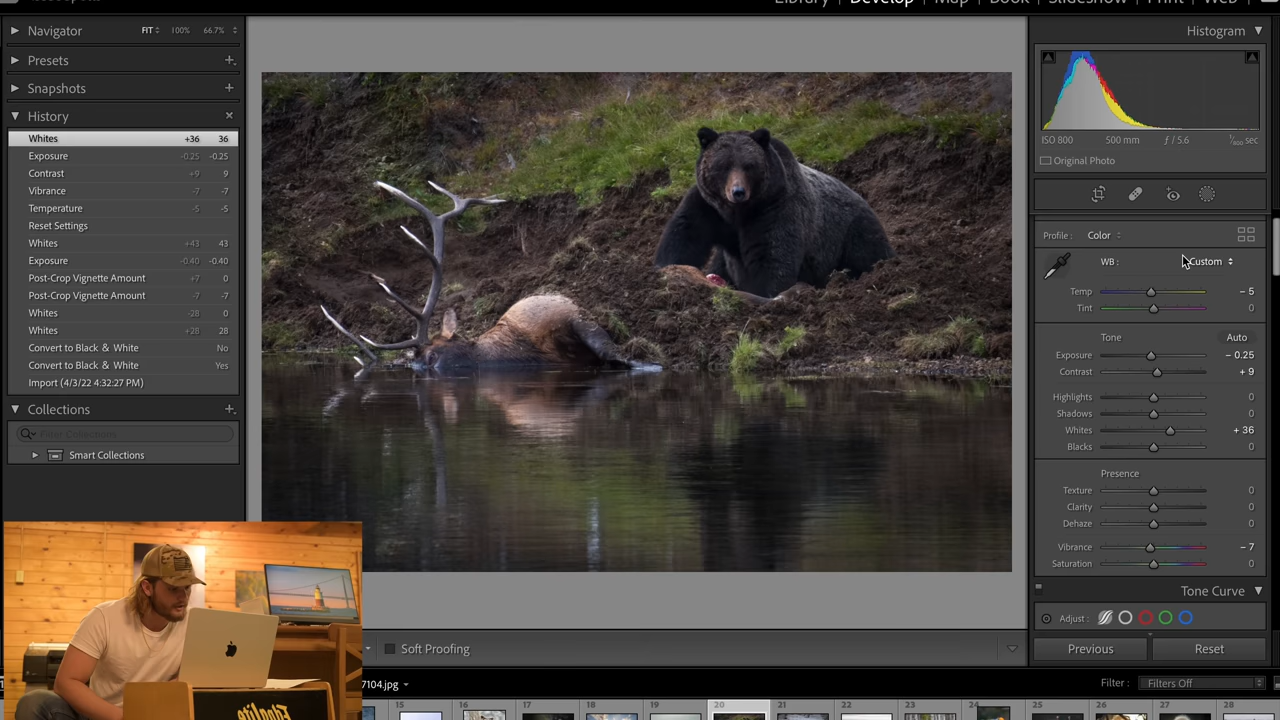 Library Develop Map Book Slideshow Print Web
Navigator FIT 100% 66.7%
Presets
Snapshots
History
Whites +36 36
Exposure -0.25 -0.25
Contrast +9 9
Vibrance -7 -7
Temperature -5 -5
Reset Settings
Whites +43 43
Exposure -0.40 -0.40
Post-Crop Vignette Amount +7 0
Post-Crop Vignette Amount -7 -7
Whites -28 0
Whites +28 28
Convert to Black & White No
Convert to Black & White Yes
Import (4/3/22 4:32:27 PM)
Collections
Filter Collections
Smart Collections
Soft Proofing
7104.jpg
15 16 17 18 19 20 21 22 23 24 25 26 27 28
Histogram
ISO 800 500 mm ƒ / 5.6 sec
Original Photo
Profile : Color
WB : Custom
Temp - 5
Tint 0
Tone Auto
Exposure - 0.25
Contrast + 9
Highlights 0
Shadows 0
Whites + 36
Blacks 0
Presence
Texture 0
Clarity 0
Dehaze 0
Vibrance - 7
Saturation 0
Tone Curve
Adjust :
Previous Reset
Filter : Filters Off